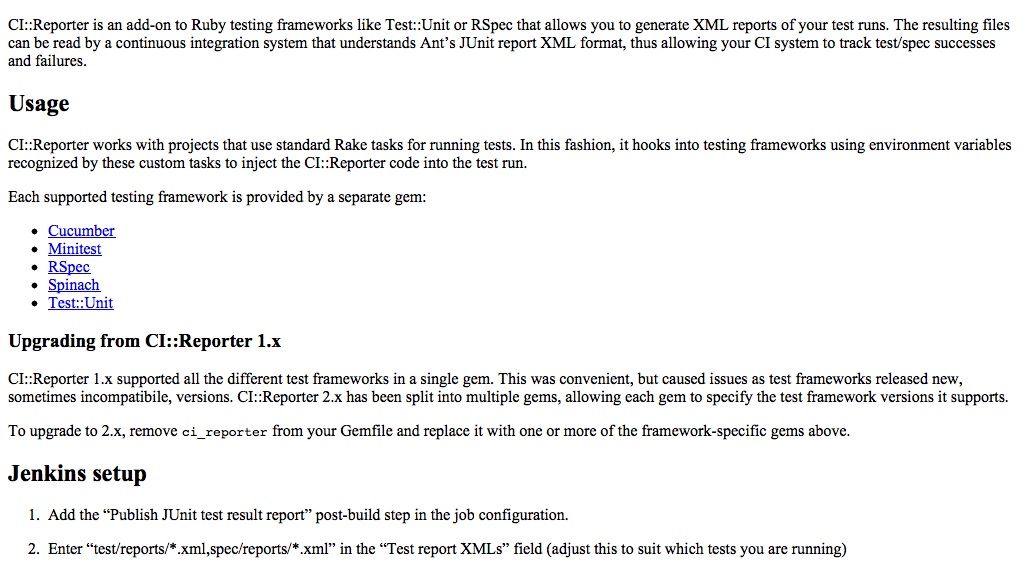 CI::Reporter is an add-on to Ruby testing frameworks like Test::Unit or RSpec that allows you to generate XML reports of your test runs. The resulting files
can be read by a continuous integration system that understands Ant’s JUnit report XML format, thus allowing your CI system to track test/spec successes
and failures.
Usage
CI::Reporter works with projects that use standard Rake tasks for running tests. In this fashion, it hooks into testing frameworks using environment variables
recognized by these custom tasks to inject the CI::Reporter code into the test run.
Each supported testing framework is provided by a separate gem:
• Cucumber
• Minitest
• RSpec
• Spinach
• Test::Unit
Upgrading from CI::Reporter 1.x
CI::Reporter 1.x supported all the different test frameworks in a single gem. This was convenient, but caused issues as test frameworks released new,
sometimes incompatibile, versions. CI::Reporter 2.x has been split into multiple gems, allowing each gem to specify the test framework versions it supports.
To upgrade to 2.x, remove ci_reporter from your Gemfile and replace it with one or more of the framework-specific gems above.
Jenkins setup
1. Add the “Publish JUnit test result report” post-build step in the job configuration.
2. Enter “test/reports/*.xml,spec/reports/*.xml” in the “Test report XMLs” field (adjust this to suit which tests you are running)